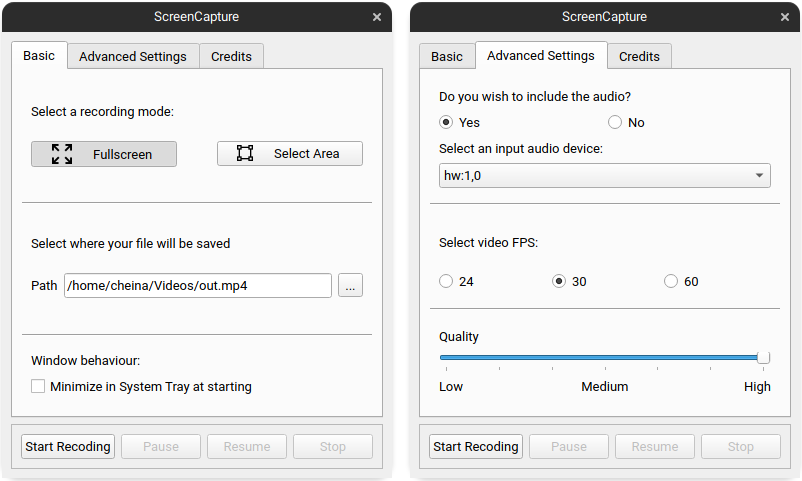 ScreenCapture ×
Basic Advanced Settings Credits
Select a recording mode:
Fullscreen Select Area
Select where your file will be saved
Path /home/cheina/Videos/out.mp4 ...
Window behaviour:
Minimize in System Tray at starting
Start Recoding Pause Resume Stop
ScreenCapture ×
Basic Advanced Settings Credits
Do you wish to include the audio?
Yes No
Select an input audio device:
hw:1,0
Select video FPS:
24 30 60
Quality
Low Medium High
Start Recoding Pause Resume Stop